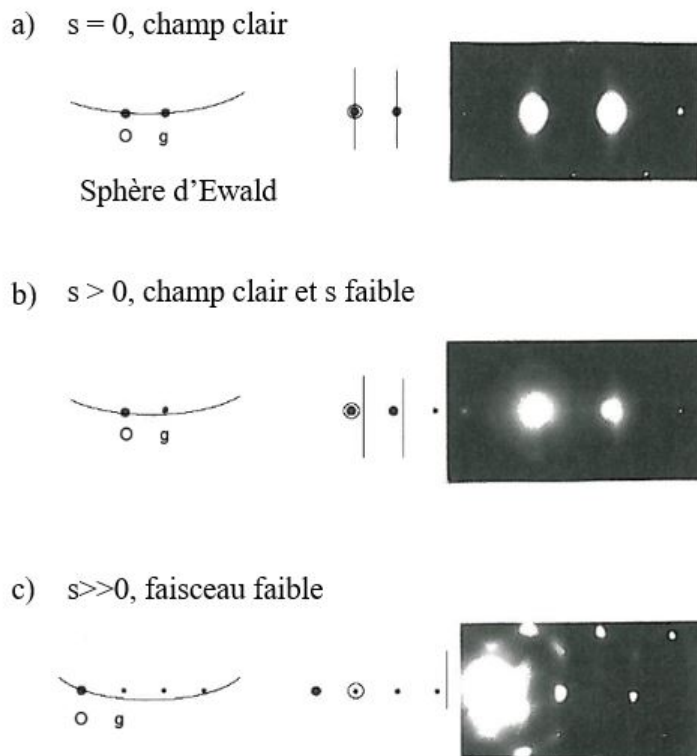 a) s = 0, champ clair
O g
Sphère d'Ewald
b) s > 0, champ clair et s faible
O g
c) s>>0, faisceau faible
O g